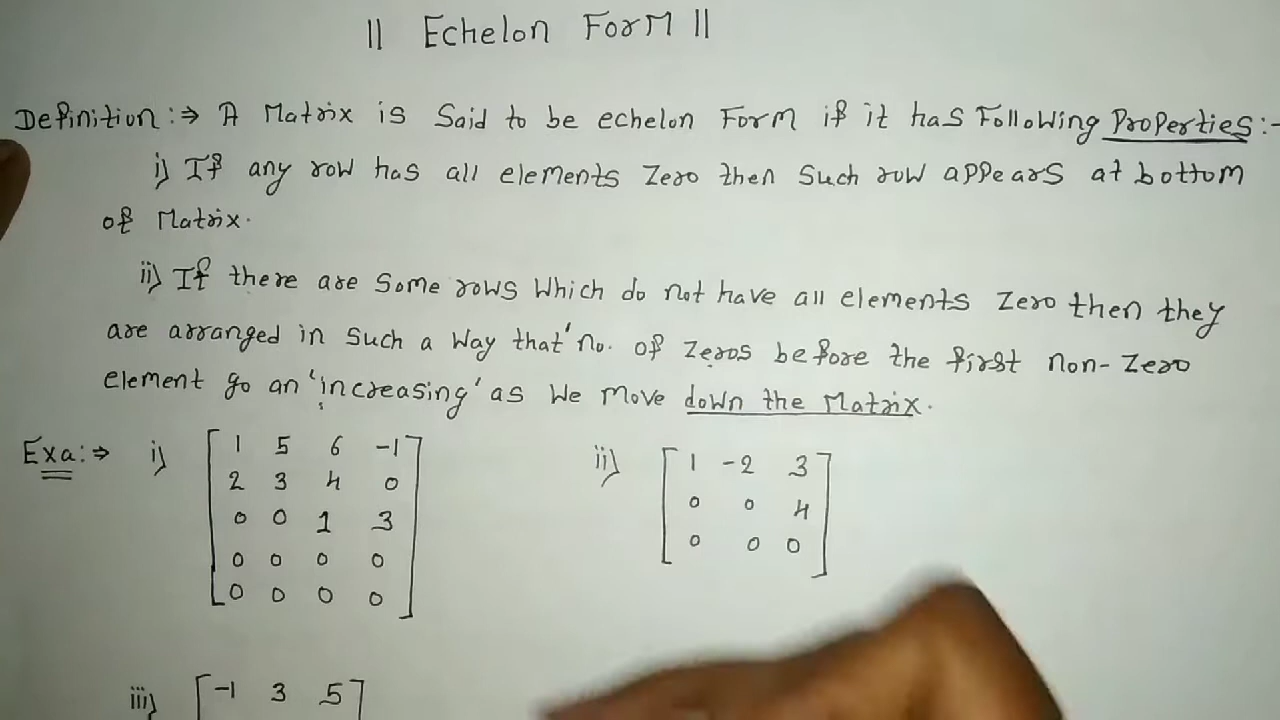 || Echelon Form ||
Definition :⇒ A Matrix is Said to be echelon Form if it has Following Properties :-
i) If any row has all elements Zero then Such row appears at bottom
of Matrix.
ii) If there are Some rows Which do not have all elements Zero then they
are arranged in Such a Way that 'no. of Zeros before the first non-Zero
element go on 'increasing' as We Move down the Matrix.
Exa :⇒ i) [ 1 5 6 -1 ] ii) [ 1 -2 3 ]
2 3 4 0
0 0 4
0 0 1 3
0 0 0
0 0 0 0
0 0 0 0
iii) [ -1 3 5 ]